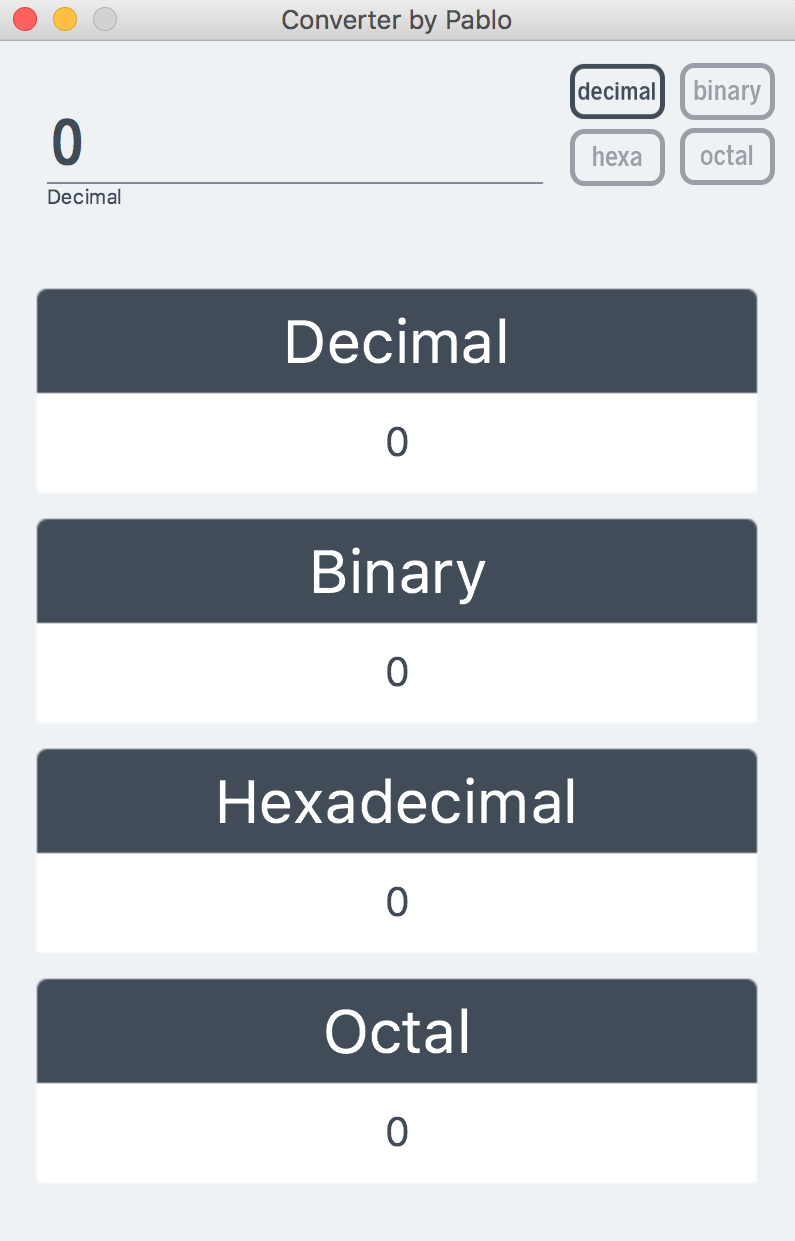 Converter by Pablo
decimal binary
0
hexa octal
Decimal
Decimal
0
Binary
0
Hexadecimal
0
Octal
0